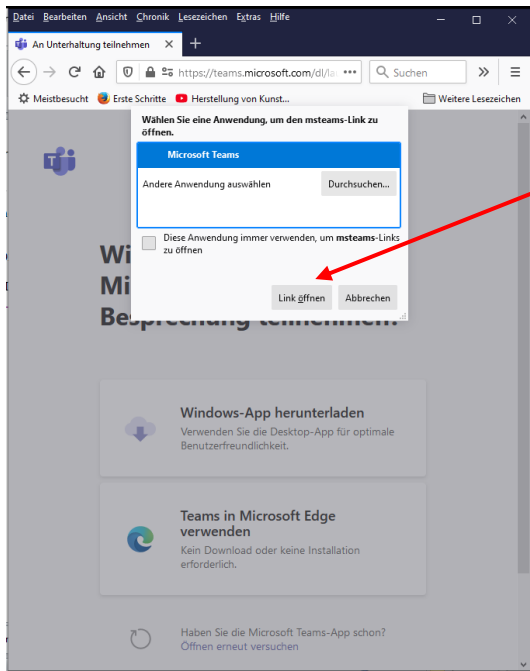 Datei Bearbeiten Ansicht Chronik Lesezeichen Extras Hilfe
An Unterhaltung teilnehmen
https://teams.microsoft.com/dl/la
Suchen
Meistbesucht Erste Schritte Herstellung von Kunst... Weitere Lesezeichen
Wählen Sie eine Anwendung, um den msteams-Link zu
öffnen.
Microsoft Teams
Andere Anwendung auswählen Durchsuchen...
Diese Anwendung immer verwenden, um msteams-Links
zu öffnen
Link öffnen Abbrechen
Wi
Mi
Besprechung teilnehmen?
Windows-App herunterladen
Verwenden Sie die Desktop-App für optimale
Benutzerfreundlichkeit.
Teams in Microsoft Edge
verwenden
Kein Download oder keine Installation
erforderlich.
Haben Sie die Microsoft Teams-App schon?
Öffnen erneut versuchen